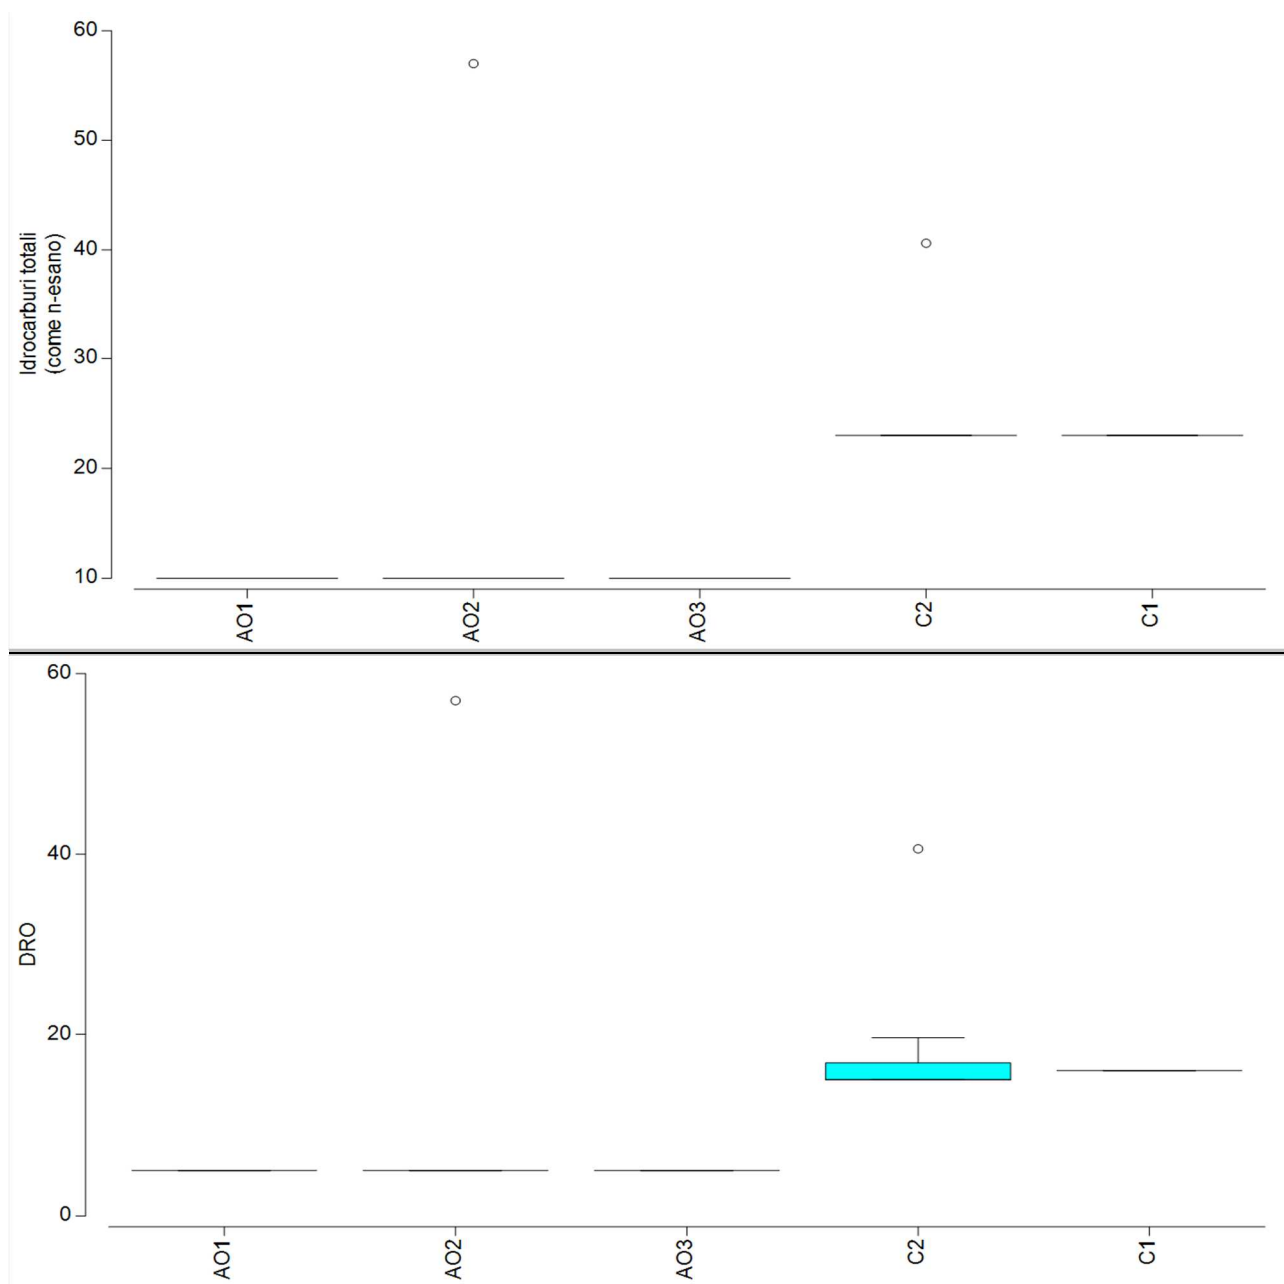 60
50
40
30
20
10
Idrocarburi totali
(come n-esano)
AO1
AO2
AO3
C2
C1
60
40
20
0
DRO
AO1
AO2
AO3
C2
C1